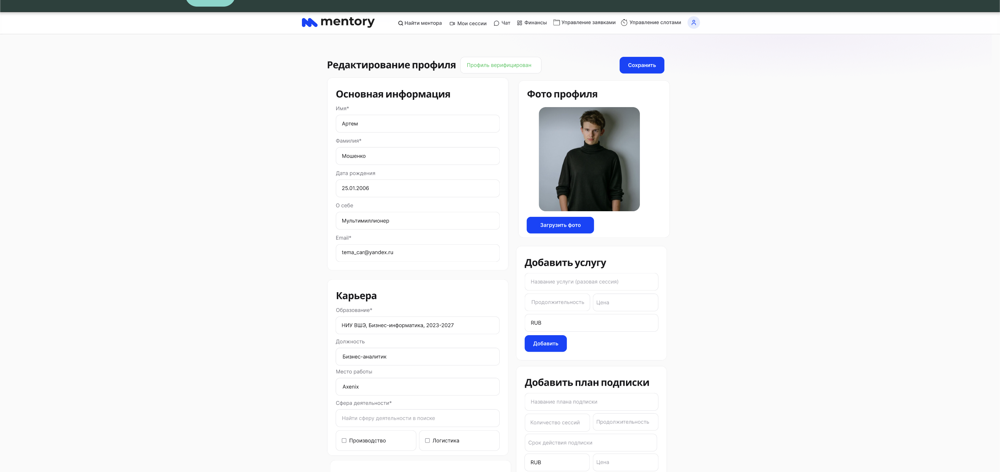 mentory
Найти ментора
Мои сессии
Чат
Финансы
Управление заявками
Управление слотами
Редактирование профиля
Профиль верифицирован
Сохранить
Основная информация
Имя*
Артем
Фамилия*
Мошенко
Дата рождения
25.01.2006
О себе
Мультимиллионер
Email*
tema_car@yandex.ru
Карьера
Образование*
НИУ ВШЭ, Бизнес-информатика, 2023-2027
Должность
Бизнес-аналитик
Место работы
Axenix
Сфера деятельности*
Найти сферу деятельности в поиске
Производство
Логистика
Фото профиля
Загрузить фото
Добавить услугу
Название услуги (разовая сессия)
Продолжительность
Цена
RUB
Добавить
Добавить план подписки
Название плана подписки
Количество сессий
Продолжительность
Срок действия подписки
RUB
Цена